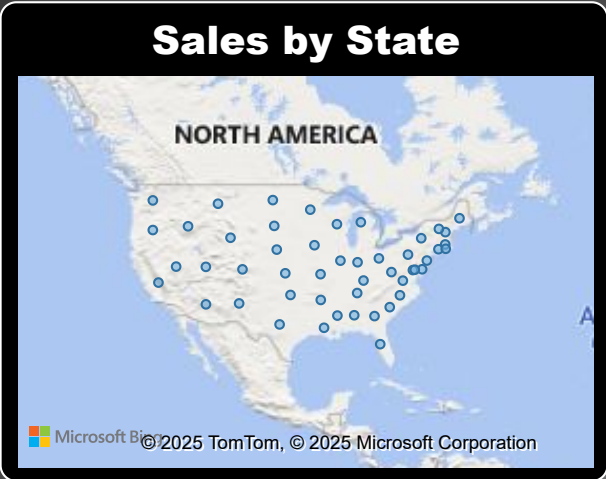 Sales by State
NORTH AMERICA
A
Microsoft Bing
© 2025 TomTom, © 2025 Microsoft Corporation